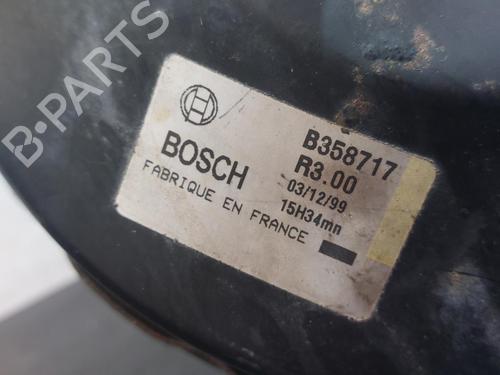 B-PARTS
BOSCH
FABRIQUE EN FRANCE
B358717
R3.00
03/12/99
15H34mn